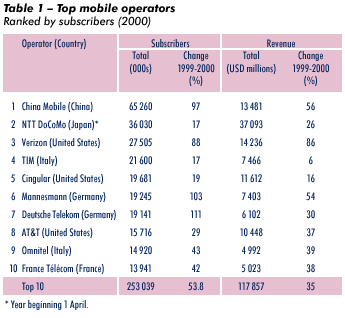 Table 1 – Top mobile operators
Ranked by subscribers (2000)
Operator (Country) Subscribers Revenue
Total (000s) Change 1999-2000 (%) Total (USD millions) Change 1999-2000 (%)
1 China Mobile (China) 65 260 97 13 481 56
2 NTT DoCoMo (Japan)* 36 030 17 37 093 26
3 Verizon (United States) 27 505 88 14 236 86
4 TIM (Italy) 21 600 17 7 466 6
5 Cingular (United States) 19 681 19 11 612 16
6 Mannesmann (Germany) 19 245 103 7 403 54
7 Deutsche Telekom (Germany) 19 141 111 6 102 30
8 AT&T (United States) 15 716 29 10 448 37
9 Omnitel (Italy) 14 920 43 4 992 39
10 France Télécom (France) 13 941 42 5 023 38
Top 10 253 039 53.8 117 857 35
* Year beginning 1 April.